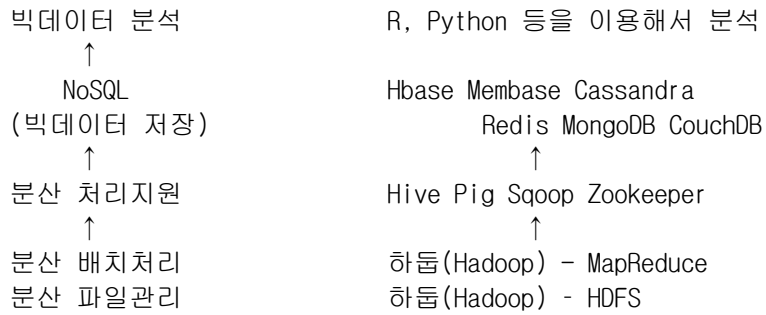 빅데이터 분석 R, Python 등을 이용해서 분석
↑
NoSQL Hbase Membase Cassandra
(빅데이터 저장) Redis MongoDB CouchDB
↑ ↑
분산 처리지원 Hive Pig Sqoop Zookeeper
↑ ↑
분산 배치처리 하둡(Hadoop) – MapReduce
분산 파일관리 하둡(Hadoop) - HDFS